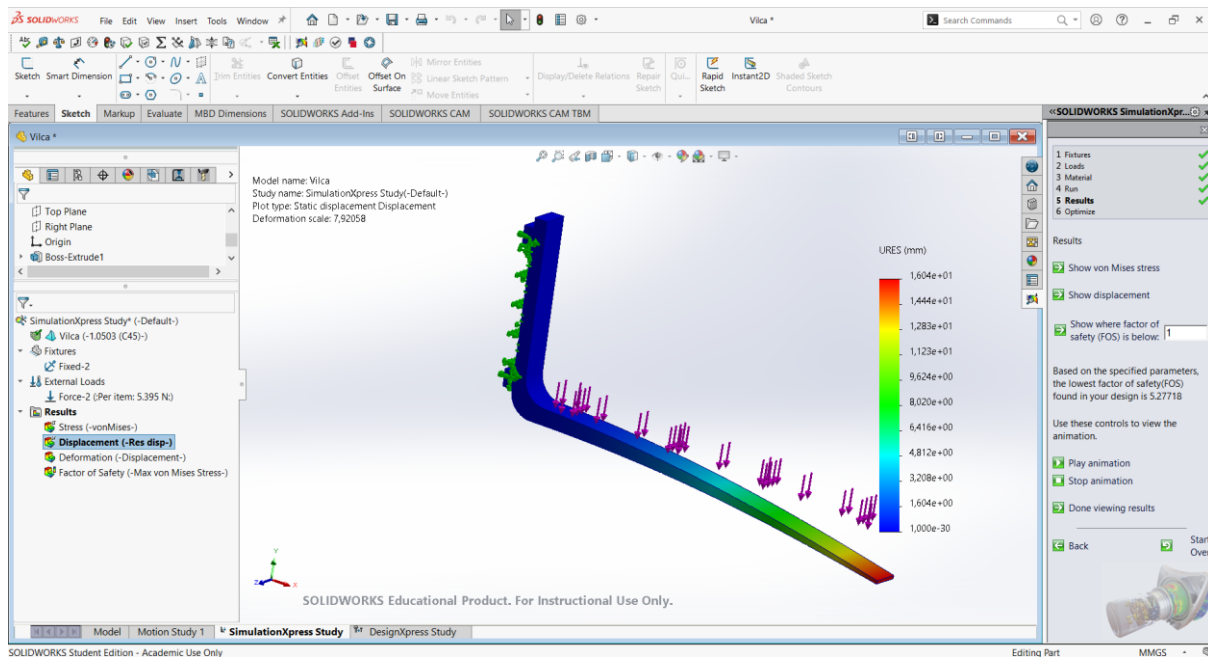 SOLIDWORKS File Edit View Insert Tools Window Vilca * Search Commands
Sketch Smart Dimension Trim Entities Convert Entities Offset Entities Offset On Surface Mirror Entities Linear Sketch Pattern Move Entities Display/Delete Relations Repair Sketch Qui... Rapid Sketch Instant2D Shaded Sketch Contours
Features Sketch Markup Evaluate MBD Dimensions SOLIDWORKS Add-Ins SOLIDWORKS CAM SOLIDWORKS CAM TBM
Vilca *
Top Plane
Right Plane
Origin
Boss-Extrude1
SimulationXpress Study* (-Default-)
Vilca (-1.0503 (C45)-)
Fixtures
Fixed-2
External Loads
Force-2 (:Per item: 5.395 N:)
Results
Stress (-vonMises-)
Displacement (-Res disp-)
Deformation (-Displacement-)
Factor of Safety (-Max von Mises Stress-)
Model name: Vilca
Study name: SimulationXpress Study(-Default-)
Plot type: Static displacement Displacement
Deformation scale: 7,92058
URES (mm)
1,604e+01
1,444e+01
1,283e+01
1,123e+01
9,624e+00
8,020e+00
6,416e+00
4,812e+00
3,208e+00
1,604e+00
1,000e-30
Y
Z X
SOLIDWORKS Educational Product. For Instructional Use Only.
«SOLIDWORKS SimulationXpr...
1 Fixtures
2 Loads
3 Material
4 Run
5 Results
6 Optimize
Results
Show von Mises stress
Show displacement
Show where factor of
safety (FOS) is below: 1
Based on the specified parameters,
the lowest factor of safety(FOS)
found in your design is 5.27718
Use these controls to view the
animation.
Play animation
Stop animation
Done viewing results
Back Start
Over
Model Motion Study 1 SimulationXpress Study DesignXpress Study
SOLIDWORKS Student Edition - Academic Use Only Editing Part MMGS